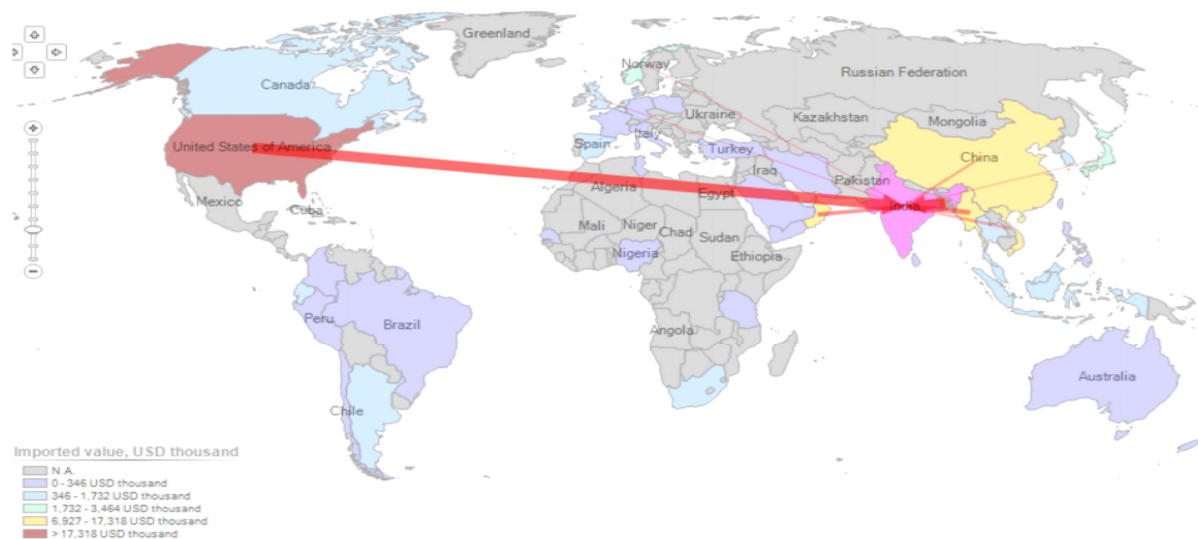 Greenland
Norway
Russian Federation
Canada
Ukraine
Kazakhstan
Mongolia
United States of America
Spain
Italy
Turkey
China
Iraq
Pakistan
Mexico
Cuba
Algeria
Egypt
India
Mali
Niger
Chad
Sudan
Nigeria
Ethiopia
Peru
Brazil
Angola
Australia
Chile
Imported value, USD thousand
N.A.
0 - 346 USD thousand
346 - 1,732 USD thousand
1,732 - 3,464 USD thousand
6,927 - 17,318 USD thousand
> 17,318 USD thousand